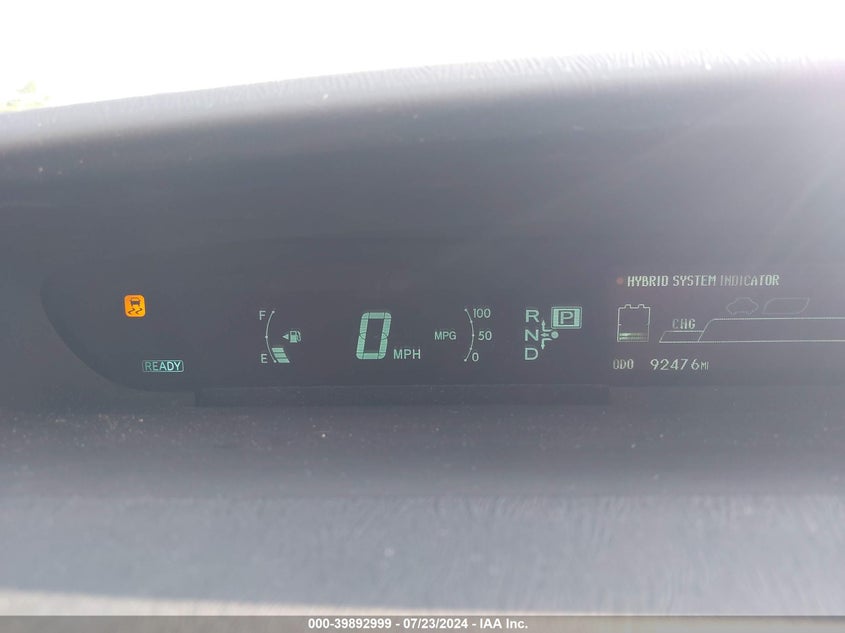 HYBRID SYSTEM INDICATOR
F
E
READY
0 MPH
MPG
100
50
0
R
N
D
P
CHG
ODO 92476MI
000-39892999 - 07/23/2024 - IAA Inc.